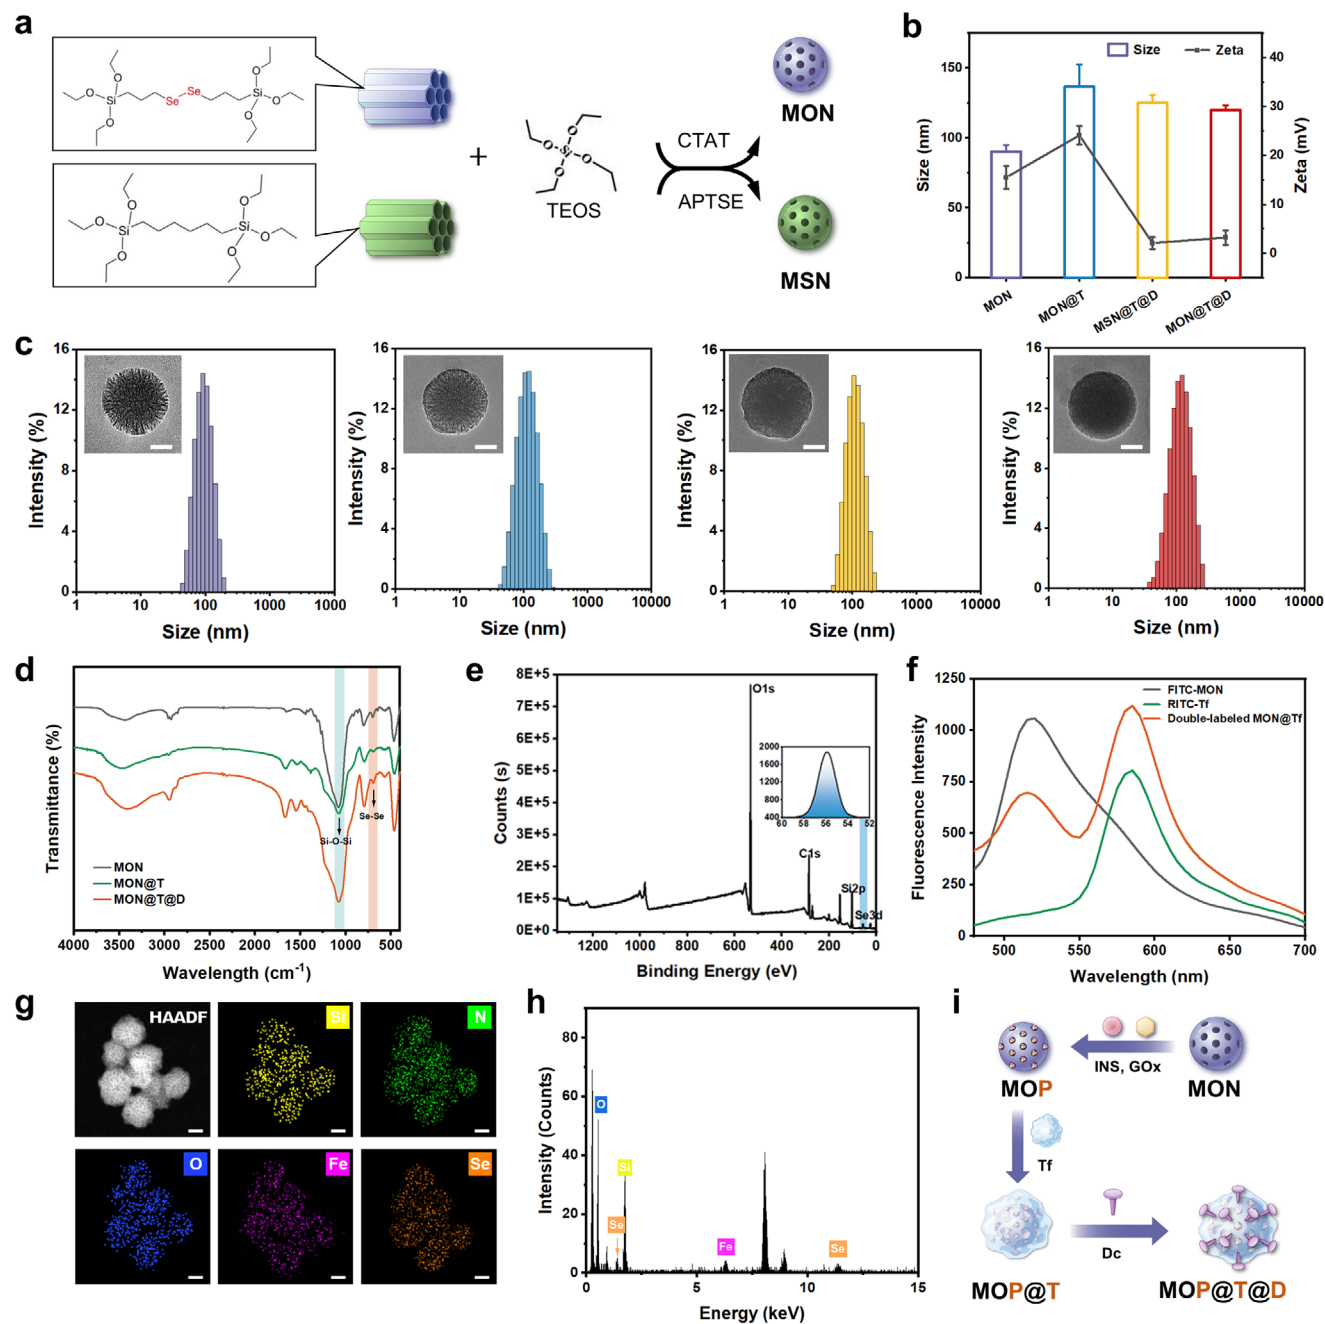 a
O
O
Si
O
Se
Se
O
Si
O
O
O
O
Si
O
O
Si
O
O
+
O
O
Si
O
O
TEOS
CTAT
APTSE
MON
MSN
b
Size
Zeta
Size (nm)
150
100
50
0
Zeta (mV)
40
30
20
10
0
MON
MON@T
MSN@T@D
MON@T@D
c
Intensity (%)
16
12
8
4
0
1 10 100 1000 1000
Size (nm)
Intensity (%)
16
12
8
4
0
1 10 100 1000 10000
Size (nm)
Intensity (%)
16
12
8
4
0
1 10 100 1000 10000
Size (nm)
Intensity (%)
16
12
8
4
0
1 10 100 1000 10000
Size (nm)
d
Transmittance (%)
Se-Se
Si-O-Si
MON
MON@T
MON@T@D
4000 3500 3000 2500 2000 1500 1000 500
Wavelength (cm⁻¹)
e
Counts (s)
8E+5
7E+5
6E+5
5E+5
4E+5
3E+5
2E+5
1E+5
0E+0
O1s
2000
1600
1200
800
400
60 58 56 54 52
C1s
Si2p
Se3d
1200 1000 800 600 400 200 0
Binding Energy (eV)
f
Fluorescence Intensity
1250
1000
750
500
250
0
FITC-MON
RITC-Tf
Double-labeled MON@Tf
500 550 600 650 700
Wavelength (nm)
g
HAADF
Si
N
O
Fe
Se
h
Intensity (Counts)
80
60
40
20
0
O
Si
Se
Fe
Se
0 5 10 15
Energy (keV)
i
INS, GOx
MOP
MON
Tf
Dc
MOP@T
MOP@T@D